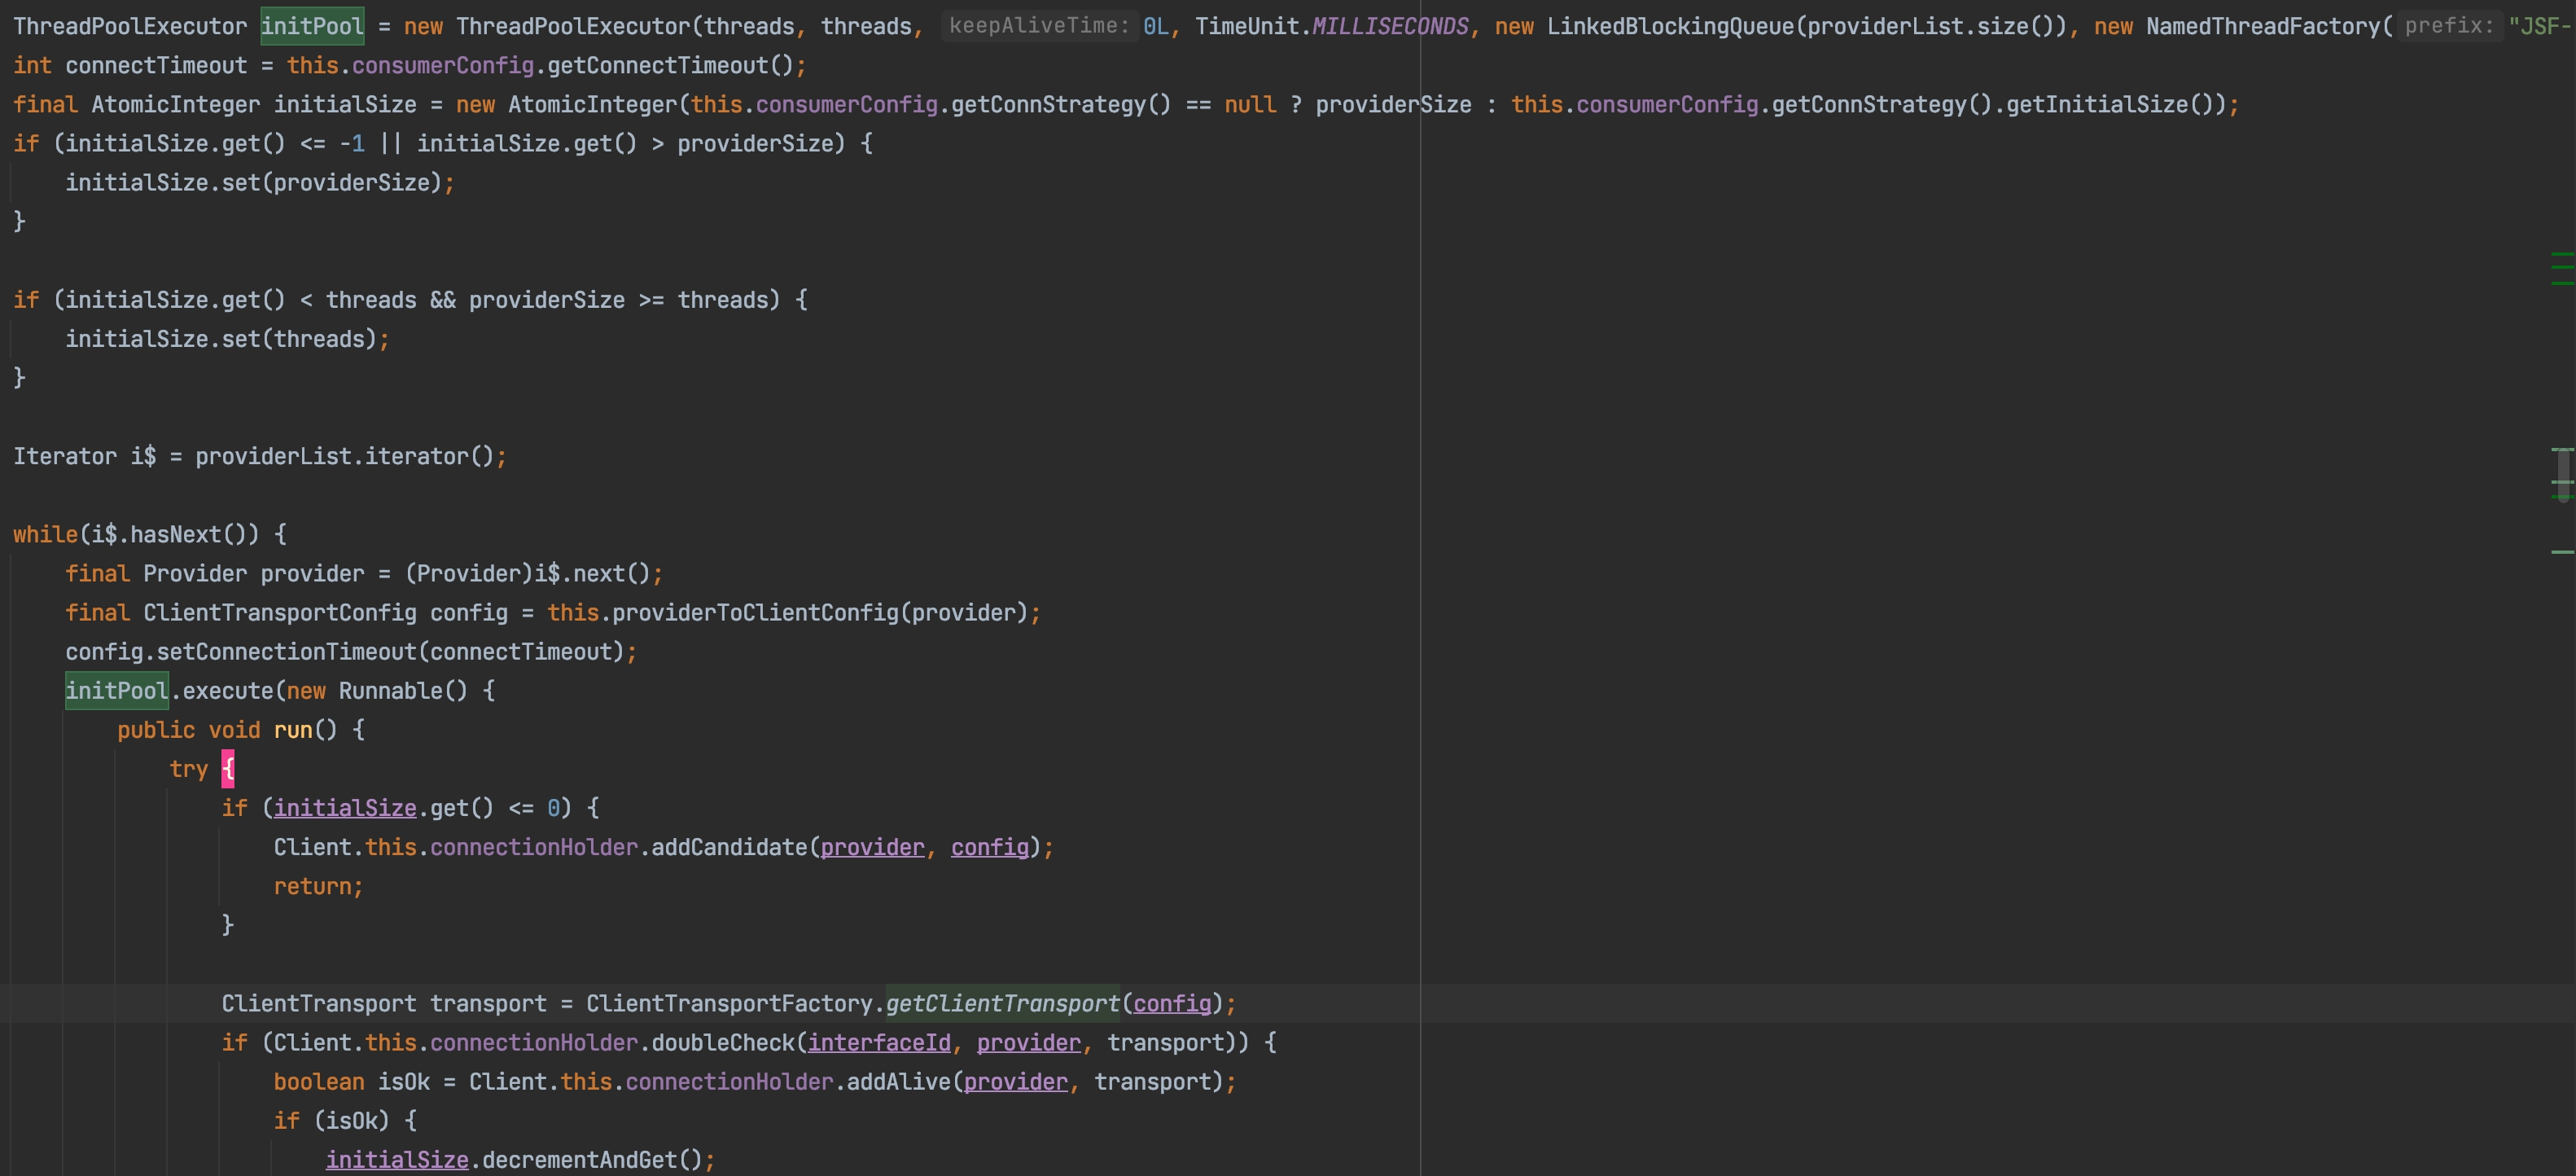 ThreadPoolExecutor initPool = new ThreadPoolExecutor(threads, threads, keepAliveTime: 0L, TimeUnit.MILLISECONDS, new LinkedBlockingQueue(providerList.size()), new NamedThreadFactory( prefix: "JSF-
int connectTimeout = this.consumerConfig.getConnectTimeout();
final AtomicInteger initialSize = new AtomicInteger(this.consumerConfig.getConnStrategy() == null ? providerSize : this.consumerConfig.getConnStrategy().getInitialSize());
if (initialSize.get() <= -1 || initialSize.get() > providerSize) {
    initialSize.set(providerSize);
}
if (initialSize.get() < threads && providerSize >= threads) {
    initialSize.set(threads);
}
Iterator i$ = providerList.iterator();
while(i$.hasNext()) {
    final Provider provider = (Provider)i$.next();
    final ClientTransportConfig config = this.providerToClientConfig(provider);
    config.setConnectionTimeout(connectTimeout);
    initPool.execute(new Runnable() {
        public void run() {
            try {
                if (initialSize.get() <= 0) {
                    Client.this.connectionHolder.addCandidate(provider, config);
                    return;
                }
                ClientTransport transport = ClientTransportFactory.getClientTransport(config);
                if (Client.this.connectionHolder.doubleCheck(interfaceId, provider, transport)) {
                    boolean isOk = Client.this.connectionHolder.addAlive(provider, transport);
                    if (isOk) {
                        initialSize.decrementAndGet();